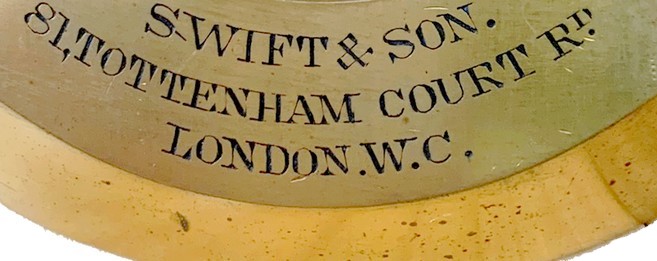 SWIFT & SON.
81, TOTTENHAM COURT RD.
LONDON. W.C.